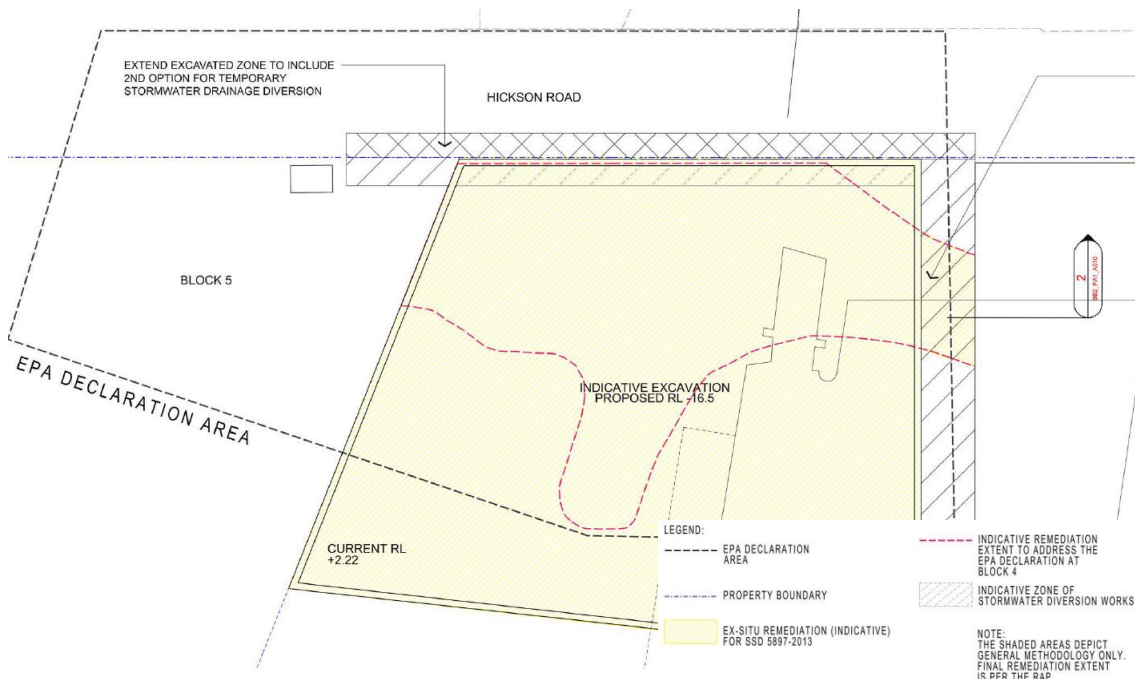 EXTEND EXCAVATED ZONE TO INCLUDE
2ND OPTION FOR TEMPORARY
STORMWATER DRAINAGE DIVERSION
HICKSON ROAD
BLOCK 5
EPA DECLARATION AREA
INDICATIVE EXCAVATION
PROPOSED RL -16.5
2
CURRENT RL
+2.22
LEGEND:
EPA DECLARATION
AREA
PROPERTY BOUNDARY
EX-SITU REMEDIATION (INDICATIVE)
FOR SSD 5897-2013
INDICATIVE REMEDIATION
EXTENT TO ADDRESS THE
EPA DECLARATION AT
BLOCK 4
INDICATIVE ZONE OF
STORMWATER DIVERSION WORKS
NOTE:
THE SHADED AREAS DEPICT
GENERAL METHODOLOGY ONLY.
FINAL REMEDIATION EXTENT
IS PER THE RAP